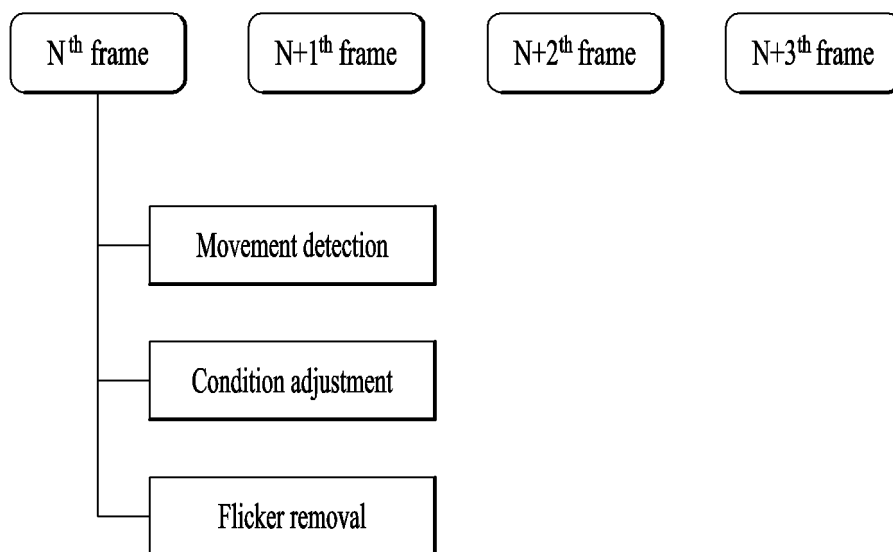 Nth frame
N+1th frame
N+2th frame
N+3th frame
Movement detection
Condition adjustment
Flicker removal